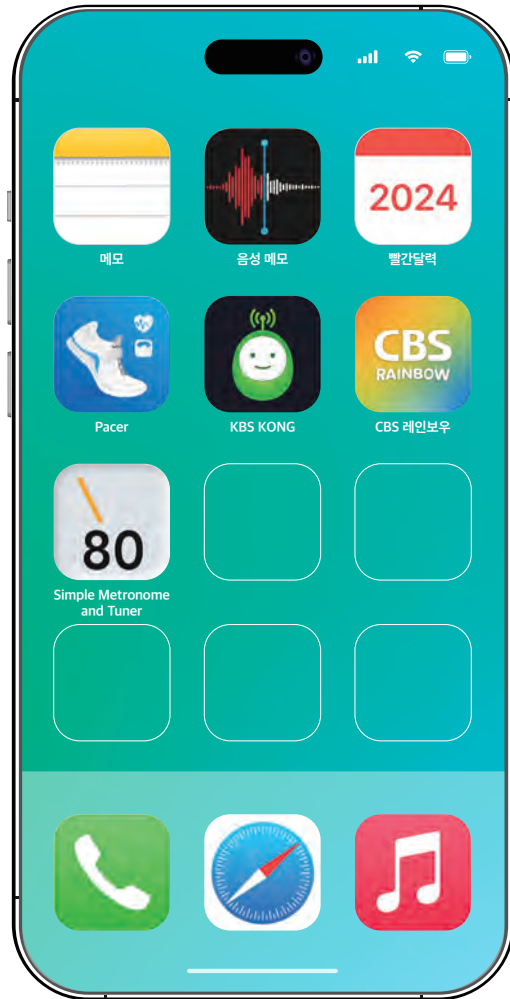 2024
메모
음성 메모
빨간달력
CBS
RAINBOW
Pacer
KBS KONG
CBS 레인보우
80
Simple Metronome
and Tuner